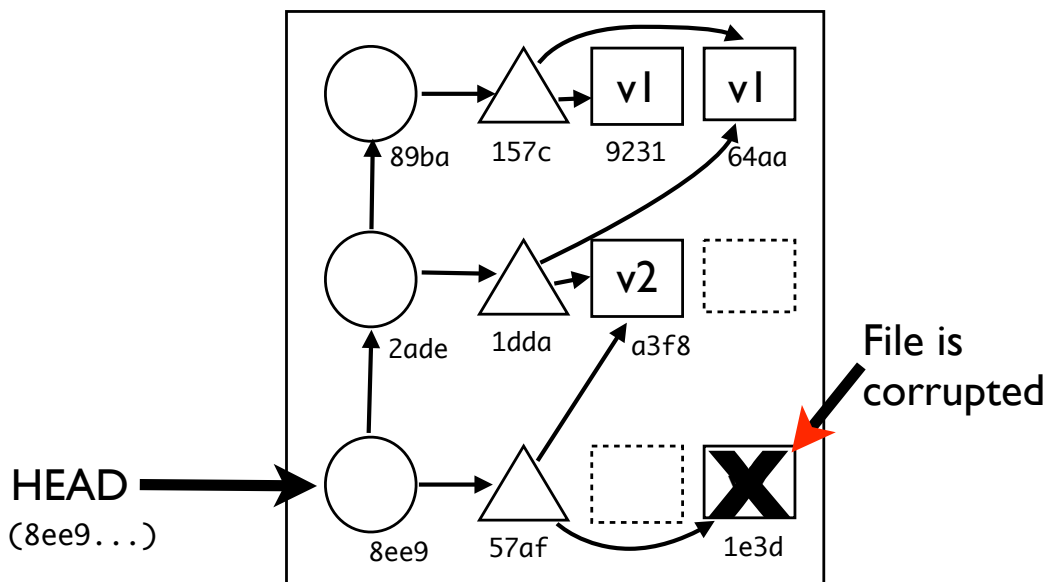 v1
v1
89ba
157c
9231
64aa
v2
2ade
1dda
a3f8
File is
corrupted
HEAD
(8ee9...)
X
8ee9
57af
1e3d